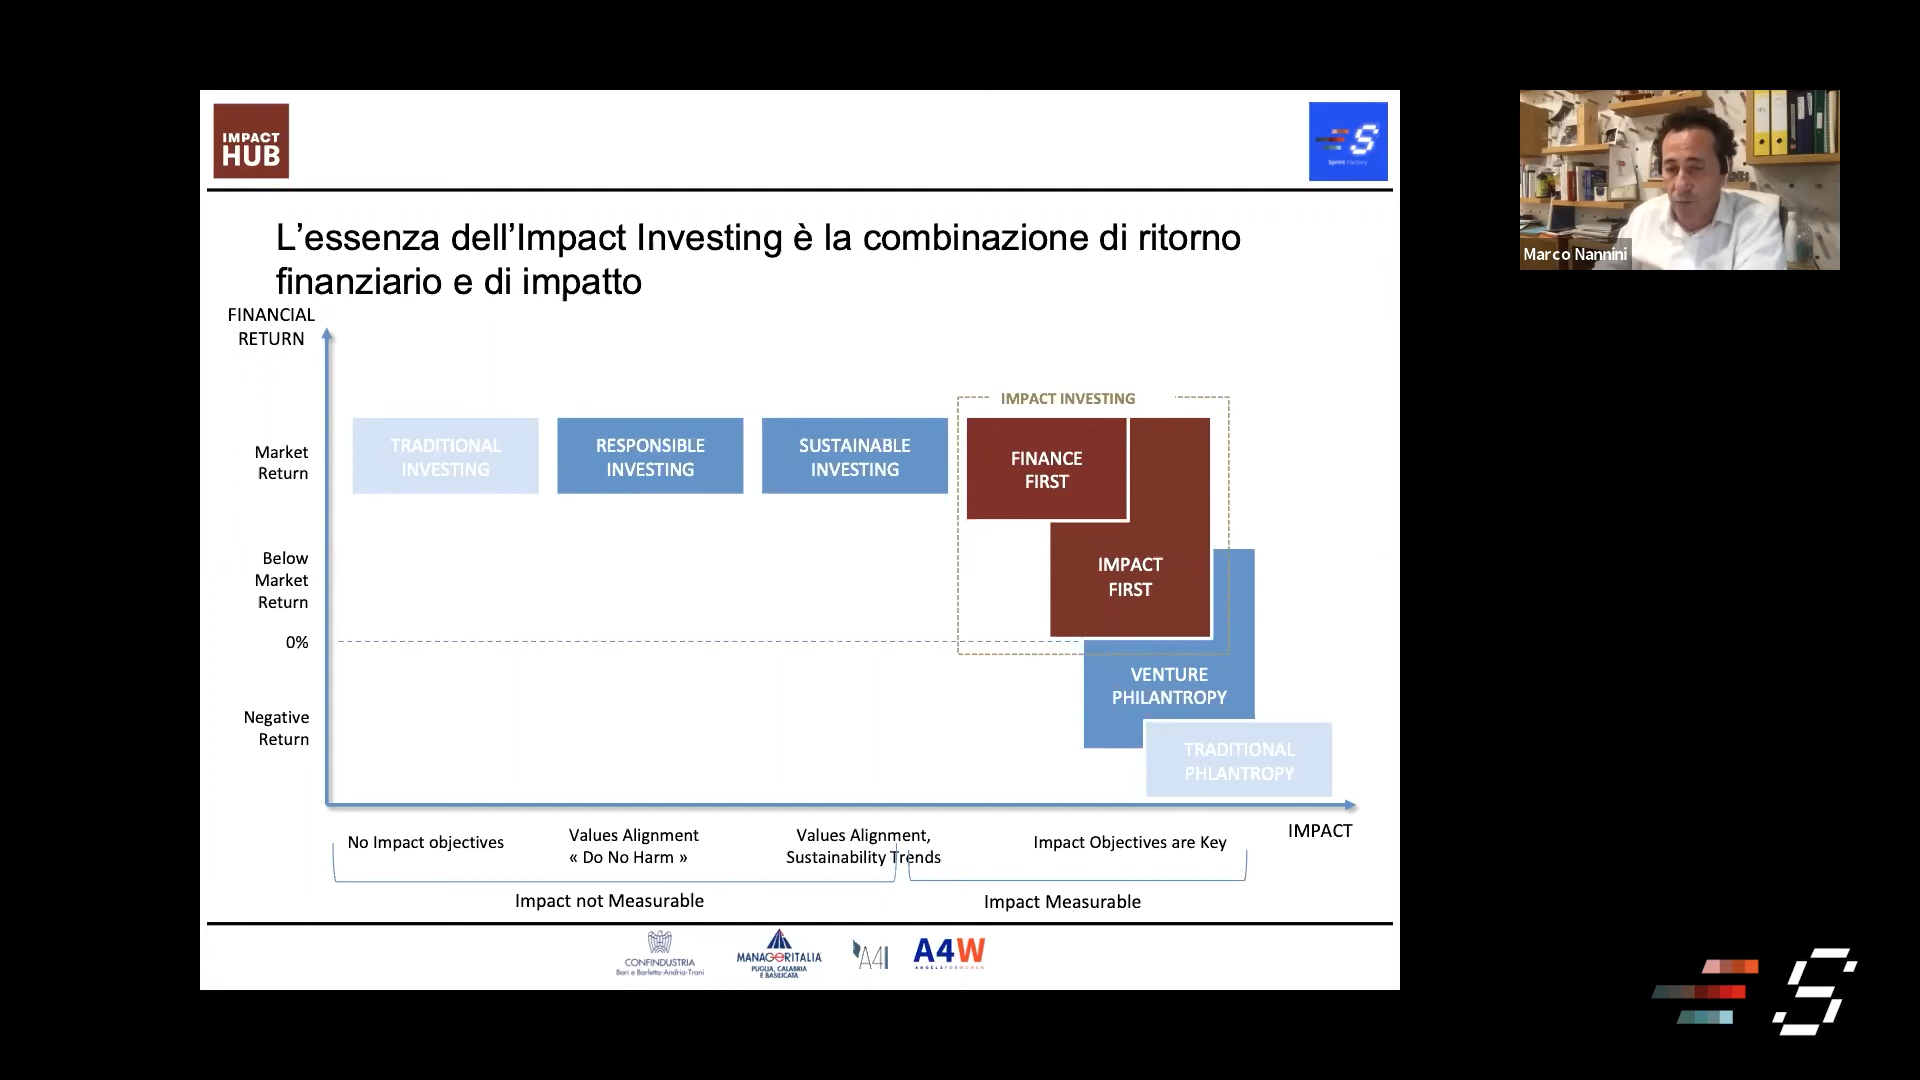 IMPACT
HUB
S
Sprint Factory
L’essenza dell’Impact Investing è la combinazione di ritorno
finanziario e di impatto
FINANCIAL
RETURN
IMPACT INVESTING
Market
Return
TRADITIONAL
INVESTING
RESPONSIBLE
INVESTING
SUSTAINABLE
INVESTING
FINANCE
FIRST
Below
Market
Return
IMPACT
FIRST
0%
VENTURE
PHILANTROPY
Negative
Return
TRADITIONAL
PHLANTROPY
IMPACT
No Impact objectives
Values Alignment
« Do No Harm »
Values Alignment,
Sustainability Trends
Impact Objectives are Key
Impact not Measurable
Impact Measurable
CONFINDUSTRIA
Bari e Barletta-Andria-Trani
MANAGERITALIA
PUGLIA, CALABRIA
E BASILICATA
A4I
A4W
ANGELSFORWOMEN
Marco Nannini
S